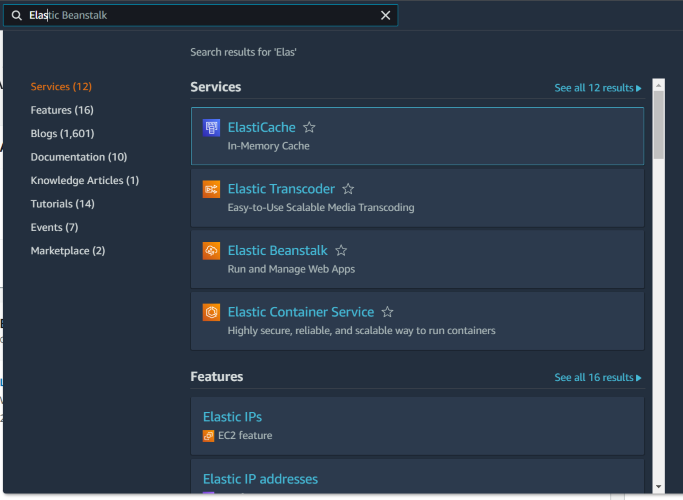 Elastic Beanstalk
Search results for 'Elas'
Services (12)
Features (16)
Blogs (1,601)
Documentation (10)
Knowledge Articles (1)
Tutorials (14)
Events (7)
Marketplace (2)
Services
See all 12 results
ElastiCache
In-Memory Cache
Elastic Transcoder
Easy-to-Use Scalable Media Transcoding
Elastic Beanstalk
Run and Manage Web Apps
Elastic Container Service
Highly secure, reliable, and scalable way to run containers
Features
See all 16 results
Elastic IPs
EC2 feature
Elastic IP addresses